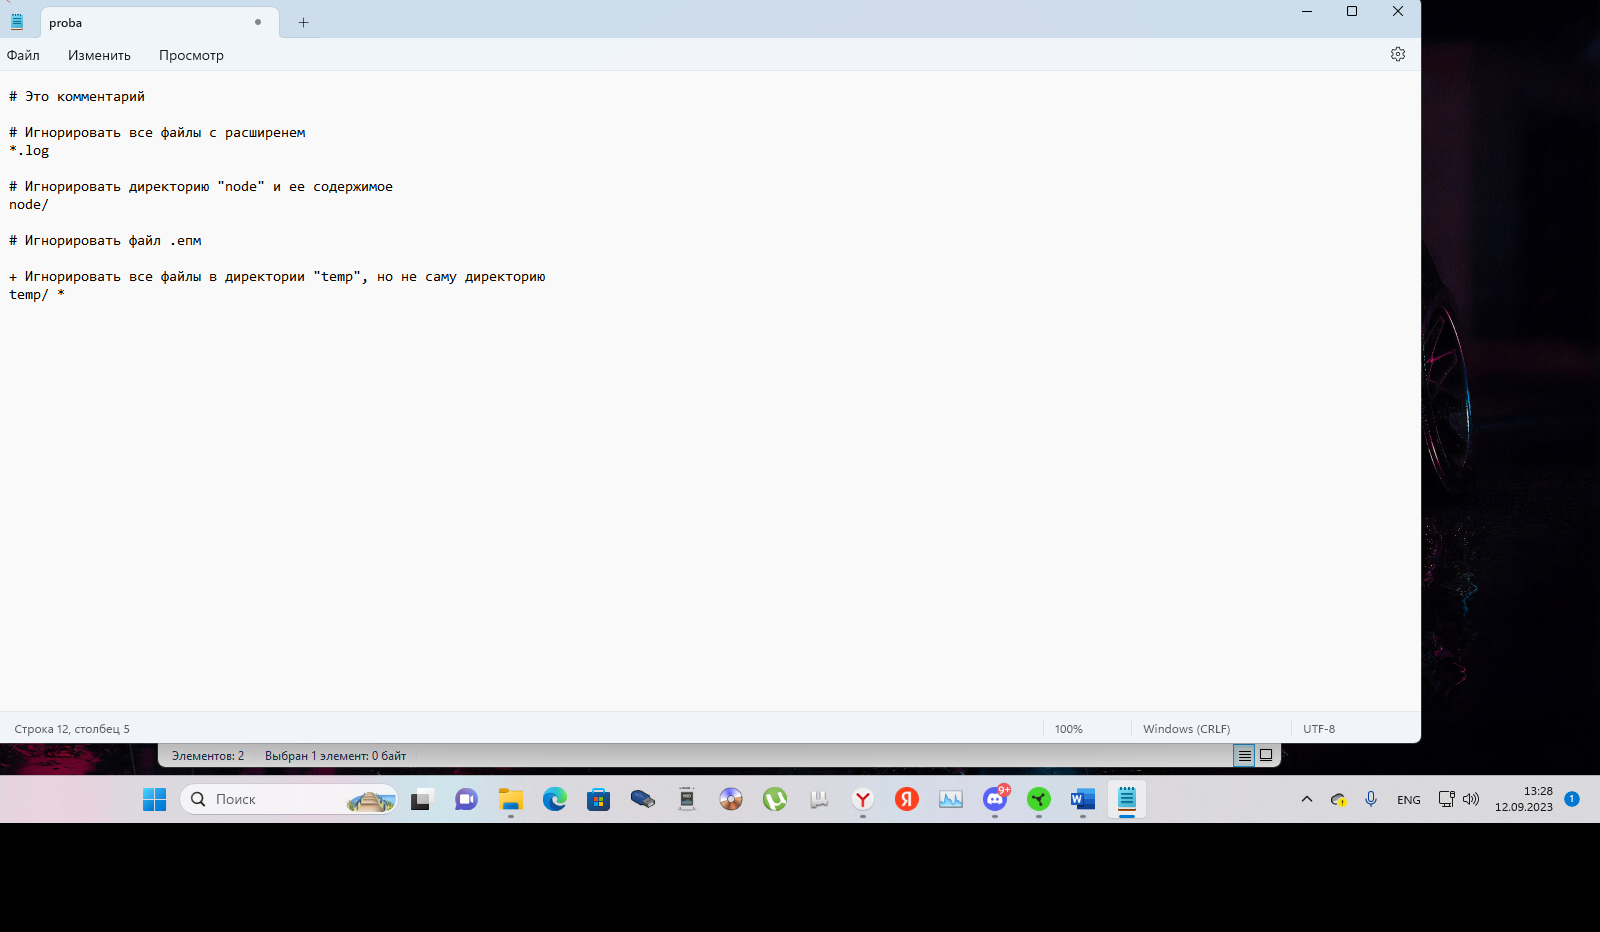 proba
Файл Изменить Просмотр
# Это комментарий
# Игнорировать все файлы с расширенем
*.log
# Игнорировать директорию "node" и ее содержимое
node/
# Игнорировать файл .епм
+ Игнорировать все файлы в директории "temp", но не саму директорию
temp/ *
Строка 12, столбец 5 100% Windows (CRLF) UTF-8
Элементов: 2 Выбран 1 элемент: 0 байт
Поиск 9+ ENG 13:28
12.09.2023 1